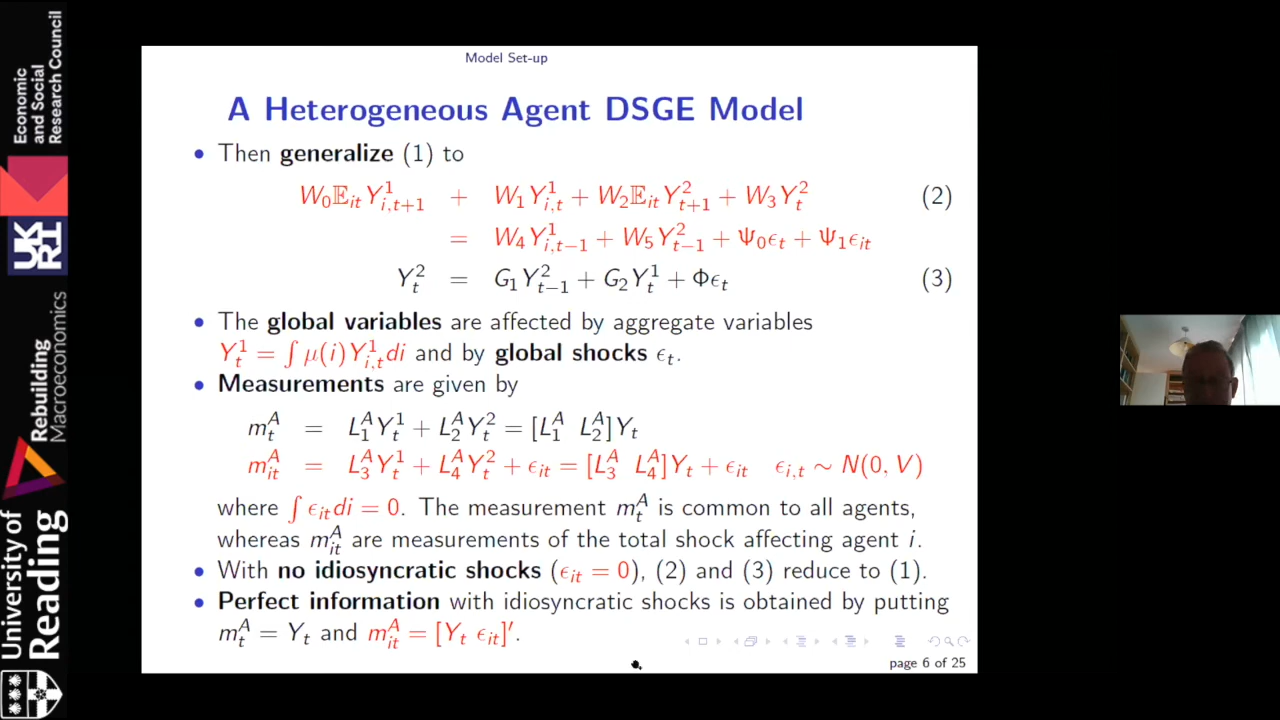 Model Set-up
A Heterogeneous Agent DSGE Model
• Then generalize (1) to
W₀𝔼ᵢₜY¹ᵢ,ₜ₊₁ + W₁Y¹ᵢ,ₜ + W₂𝔼ᵢₜY²ₜ₊₁ + W₃Y²ₜ (2)
= W₄Y¹ᵢ,ₜ₋₁ + W₅Y²ₜ₋₁ + Ψ₀ϵₜ + Ψ₁ϵᵢₜ
Y²ₜ = G₁Y²ₜ₋₁ + G₂Y¹ₜ + Φϵₜ (3)
• The global variables are affected by aggregate variables
Y¹ₜ = ∫ μ(i)Y¹ᵢ,ₜdi and by global shocks ϵₜ.
• Measurements are given by
mᴬₜ = Lᴬ₁Y¹ₜ + Lᴬ₂Y²ₜ = [Lᴬ₁ Lᴬ₂]Yₜ
mᴬᵢₜ = Lᴬ₃Y¹ₜ + Lᴬ₄Y²ₜ + ϵᵢₜ = [Lᴬ₃ Lᴬ₄]Yₜ + ϵᵢₜ ϵᵢ,ₜ ∼ N(0, V)
where ∫ ϵᵢₜdi = 0. The measurement mᴬₜ is common to all agents,
whereas mᴬᵢₜ are measurements of the total shock affecting agent i.
• With no idiosyncratic shocks (ϵᵢₜ = 0), (2) and (3) reduce to (1).
• Perfect information with idiosyncratic shocks is obtained by putting
mᴬₜ = Yₜ and mᴬᵢₜ = [Yₜ ϵᵢₜ]′.
page 6 of 25
Economic
and Social
Research Council
UK
RI
Rebuilding
Macroeconomics
University of
Reading